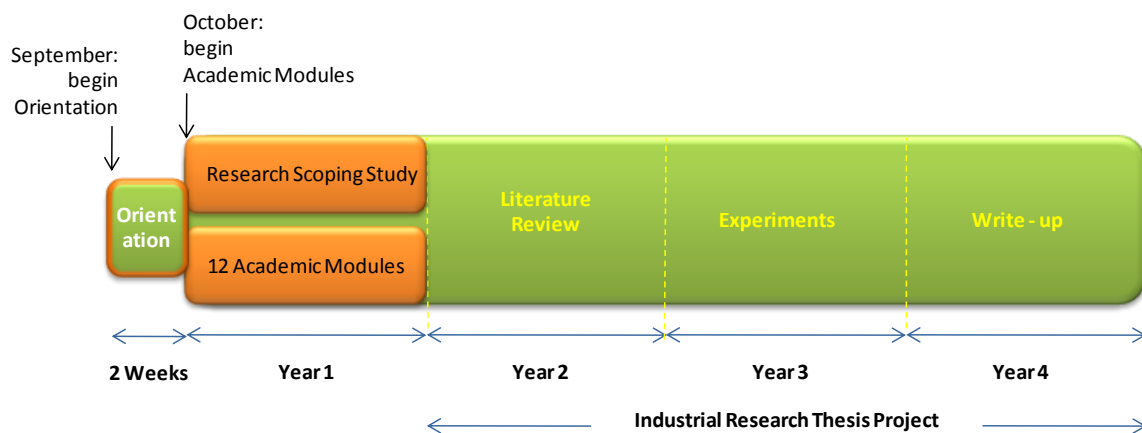 September:
begin
Orientation
October:
begin
Academic Modules
Orient
ation
Research Scoping Study
12 Academic Modules
Literature
Review
Experiments
Write - up
2 Weeks
Year 1
Year 2
Year 3
Year 4
Industrial Research Thesis Project